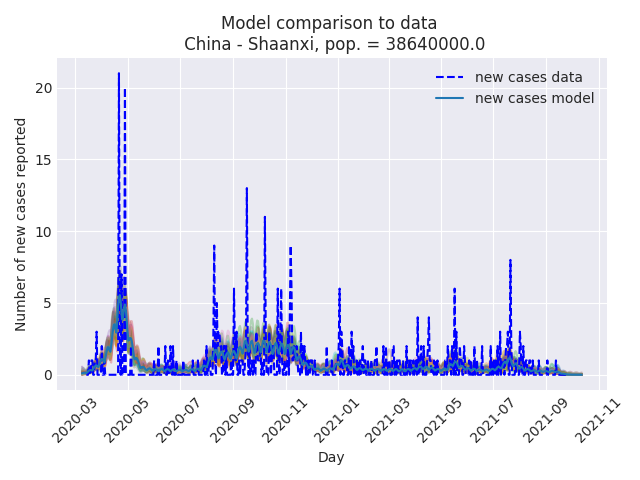 Model comparison to data
China - Shaanxi, pop. = 38640000.0
new cases data
new cases model
Number of new cases reported
20
15
10
5
0
2020-03
2020-05
2020-07
2020-09
2020-11
2021-01
2021-03
2021-05
2021-07
2021-09
2021-11
Day